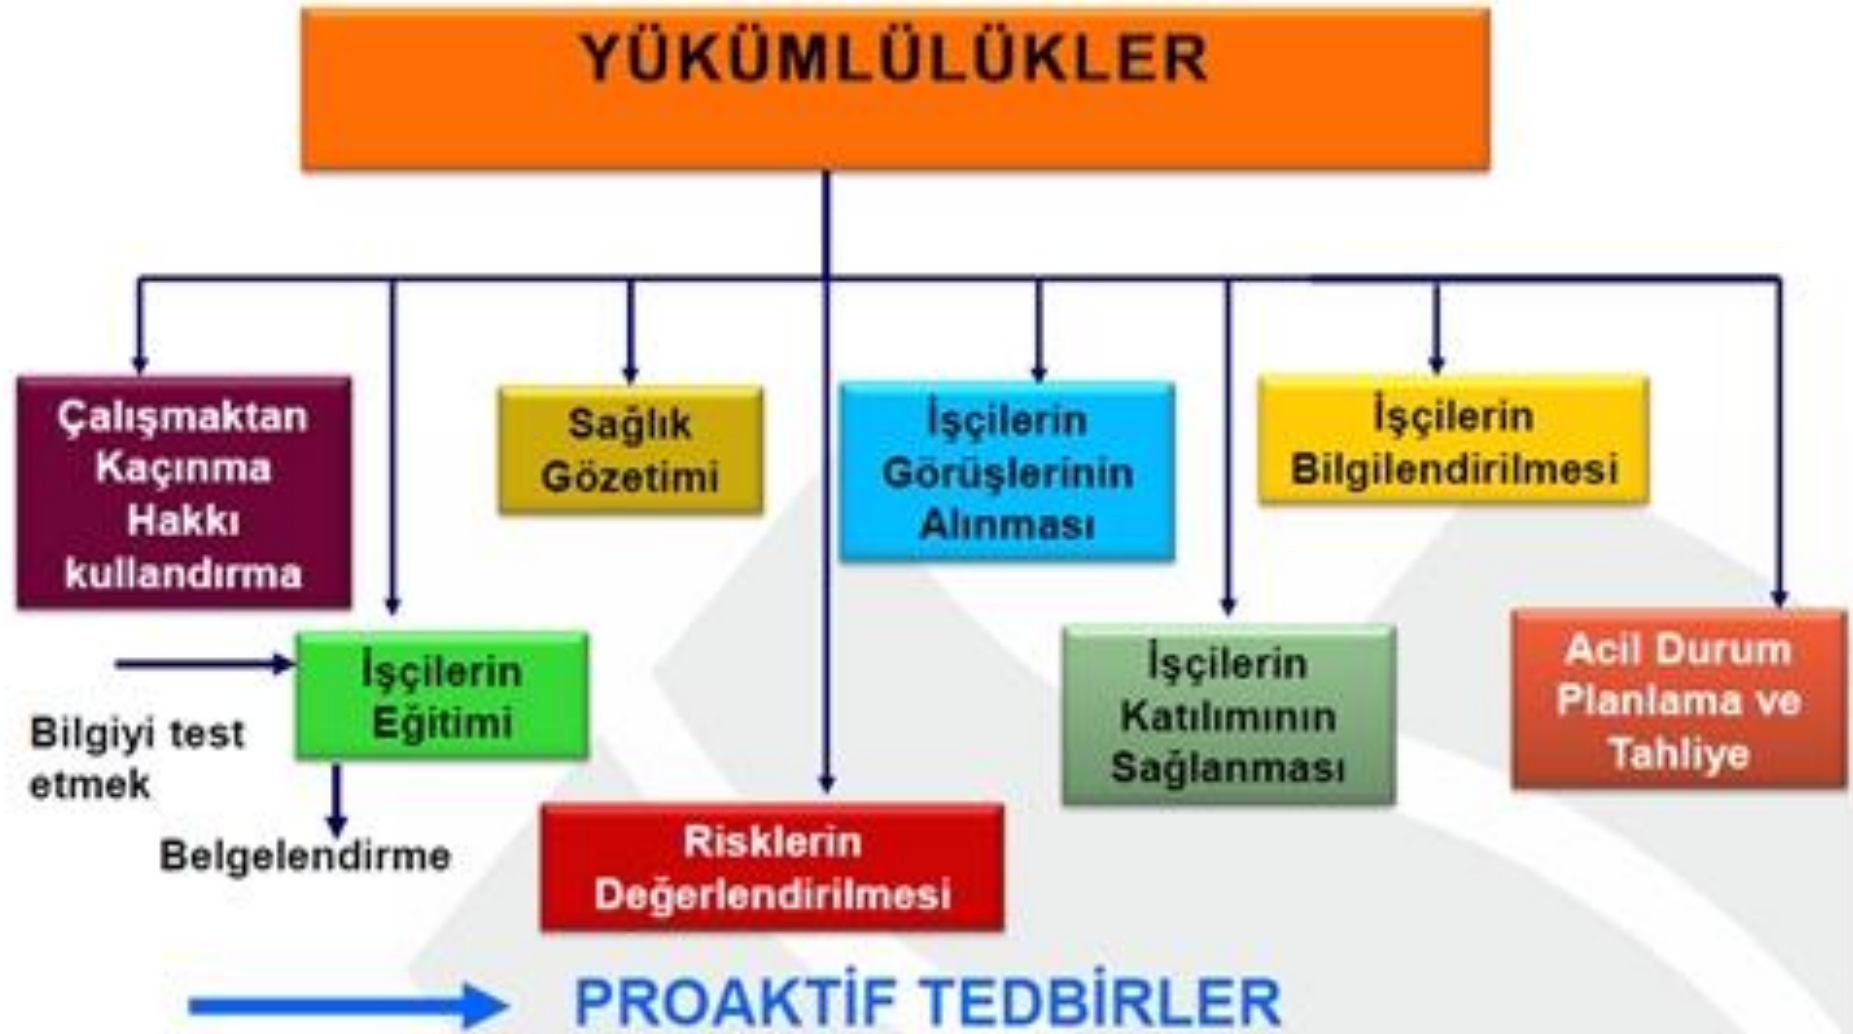 YÜKÜMLÜLÜKLER
Çalışmaktan
Kaçınma
Hakkı
kullandırma
Sağlık
Gözetimi
İşçilerin
Görüşlerinin
Alınması
İşçilerin
Bilgilendirilmesi
İşçilerin
Eğitimi
Bilgiyi test
etmek
Belgelendirme
Risklerin
Değerlendirilmesi
İşçilerin
Katılımının
Sağlanması
Acil Durum
Planlama ve
Tahliye
PROAKTİF TEDBİRLER